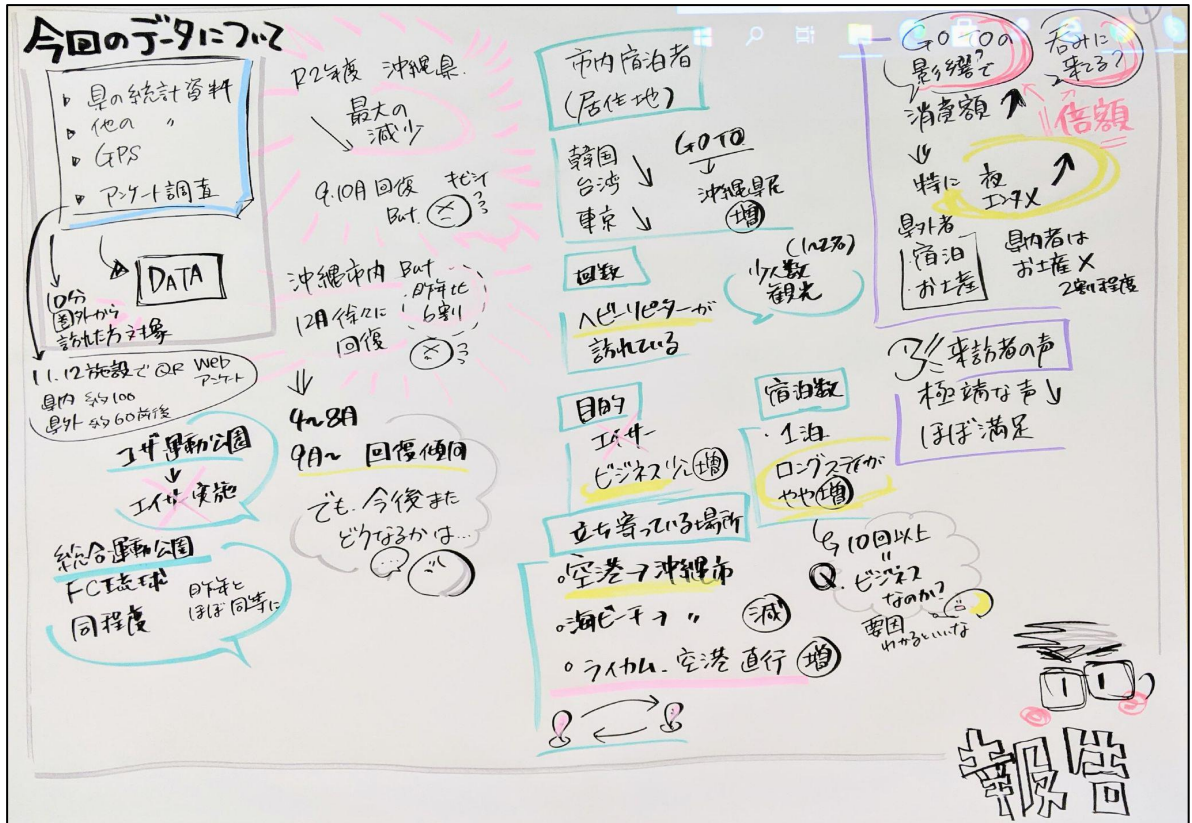 今回のデータについて
・県の統計資料
・他の 〃
・GPS
・アンケート調査
DATA
10分
圏外から
訪れた方対象
11.12施設でQR Web
アンケート
県内 約100
県外 約60前後
コザ運動公園
エイサー実施
総合運動公園
FC琉球
同程度
昨年と
ほぼ同等に
R2年度 沖縄県
最大の
減少
9.10月回復
But
キビシイ
沖縄市内 But
昨年比
6割
12月徐々に
回復
4~8月
9月~ 回復傾向
でも、今後また
どうなるかは…
市内宿泊者
(居住地)
韓国
台湾
東京
GO TO
沖縄県民
増
回数
ヘビーリピーターが
訪れている
(1~2名)
少人数
観光
目的
エイサー
ビジネス少し増
宿泊数
・1泊
ロングステイが
やや増
立ち寄っている場所
・空港→沖縄市
・海ビーチ→ 〃 減
・ライカム、空港 直行 増
10回以上
〃
Q. ビジネス
なのか?
要因
わかるといいな
GO TOの
影響で
消費額
呑みに
来てる?
倍額
特に 夜
エンタメ
県外者
・宿泊
・お土産
県内者は
お土産×
2割程度
来訪者の声
極端な声↓
ほぼ満足
報告